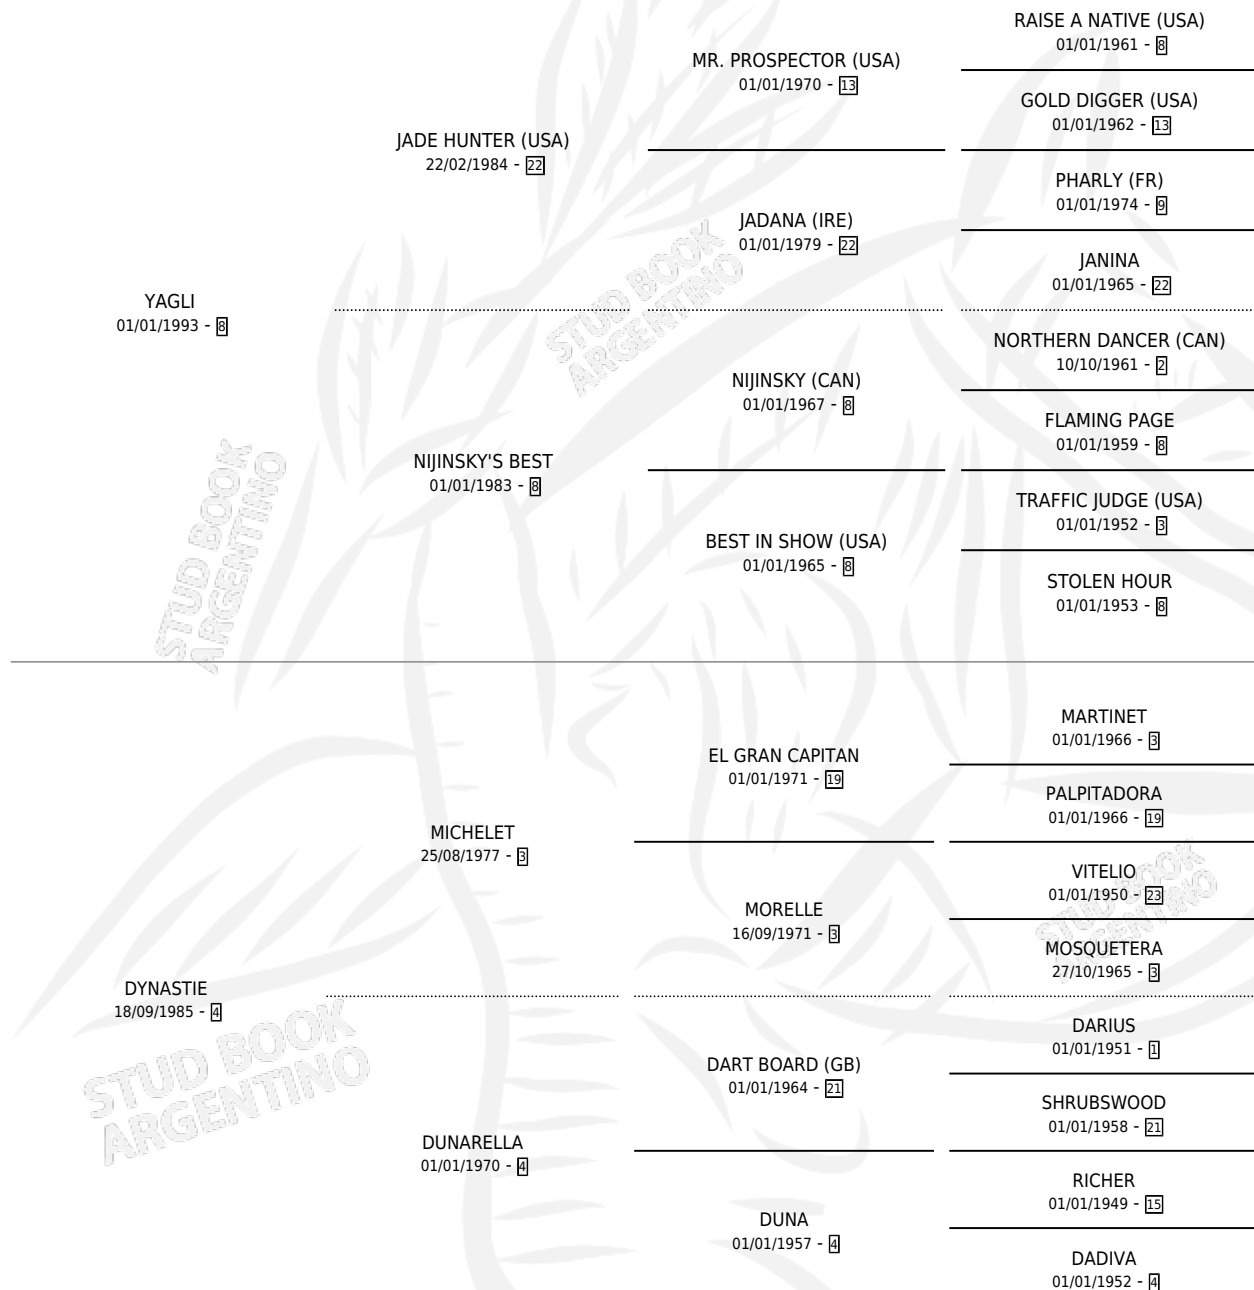 RAISE A NATIVE (USA)
01/01/1961 - 8
MR. PROSPECTOR (USA)
01/01/1970 - 13
GOLD DIGGER (USA)
01/01/1962 - 13
JADE HUNTER (USA)
22/02/1984 - 22
PHARLY (FR)
01/01/1974 - 9
JADANA (IRE)
01/01/1979 - 22
JANINA
01/01/1965 - 22
YAGLI
01/01/1993 - 8
NORTHERN DANCER (CAN)
10/10/1961 - 2
NIJINSKY (CAN)
01/01/1967 - 8
FLAMING PAGE
01/01/1959 - 8
NIJINSKY'S BEST
01/01/1983 - 8
TRAFFIC JUDGE (USA)
01/01/1952 - 3
BEST IN SHOW (USA)
01/01/1965 - 8
STOLEN HOUR
01/01/1953 - 8
MARTINET
01/01/1966 - 3
EL GRAN CAPITAN
01/01/1971 - 19
PALPITADORA
01/01/1966 - 19
MICHELET
25/08/1977 - 3
VITELIO
01/01/1950 - 23
MORELLE
16/09/1971 - 3
MOSQUETERA
27/10/1965 - 3
DYNASTIE
18/09/1985 - 4
DARIUS
01/01/1951 - 1
DART BOARD (GB)
01/01/1964 - 21
SHRUBSWOOD
01/01/1958 - 21
DUNARELLA
01/01/1970 - 4
RICHER
01/01/1949 - 15
DUNA
01/01/1957 - 4
DADIVA
01/01/1952 - 4
STUD BOOK
ARGENTINO
STUD BOOK
ARGENTINO
STUD BOOK
ARGENTINO
STUD BOOK
ARGENTINO